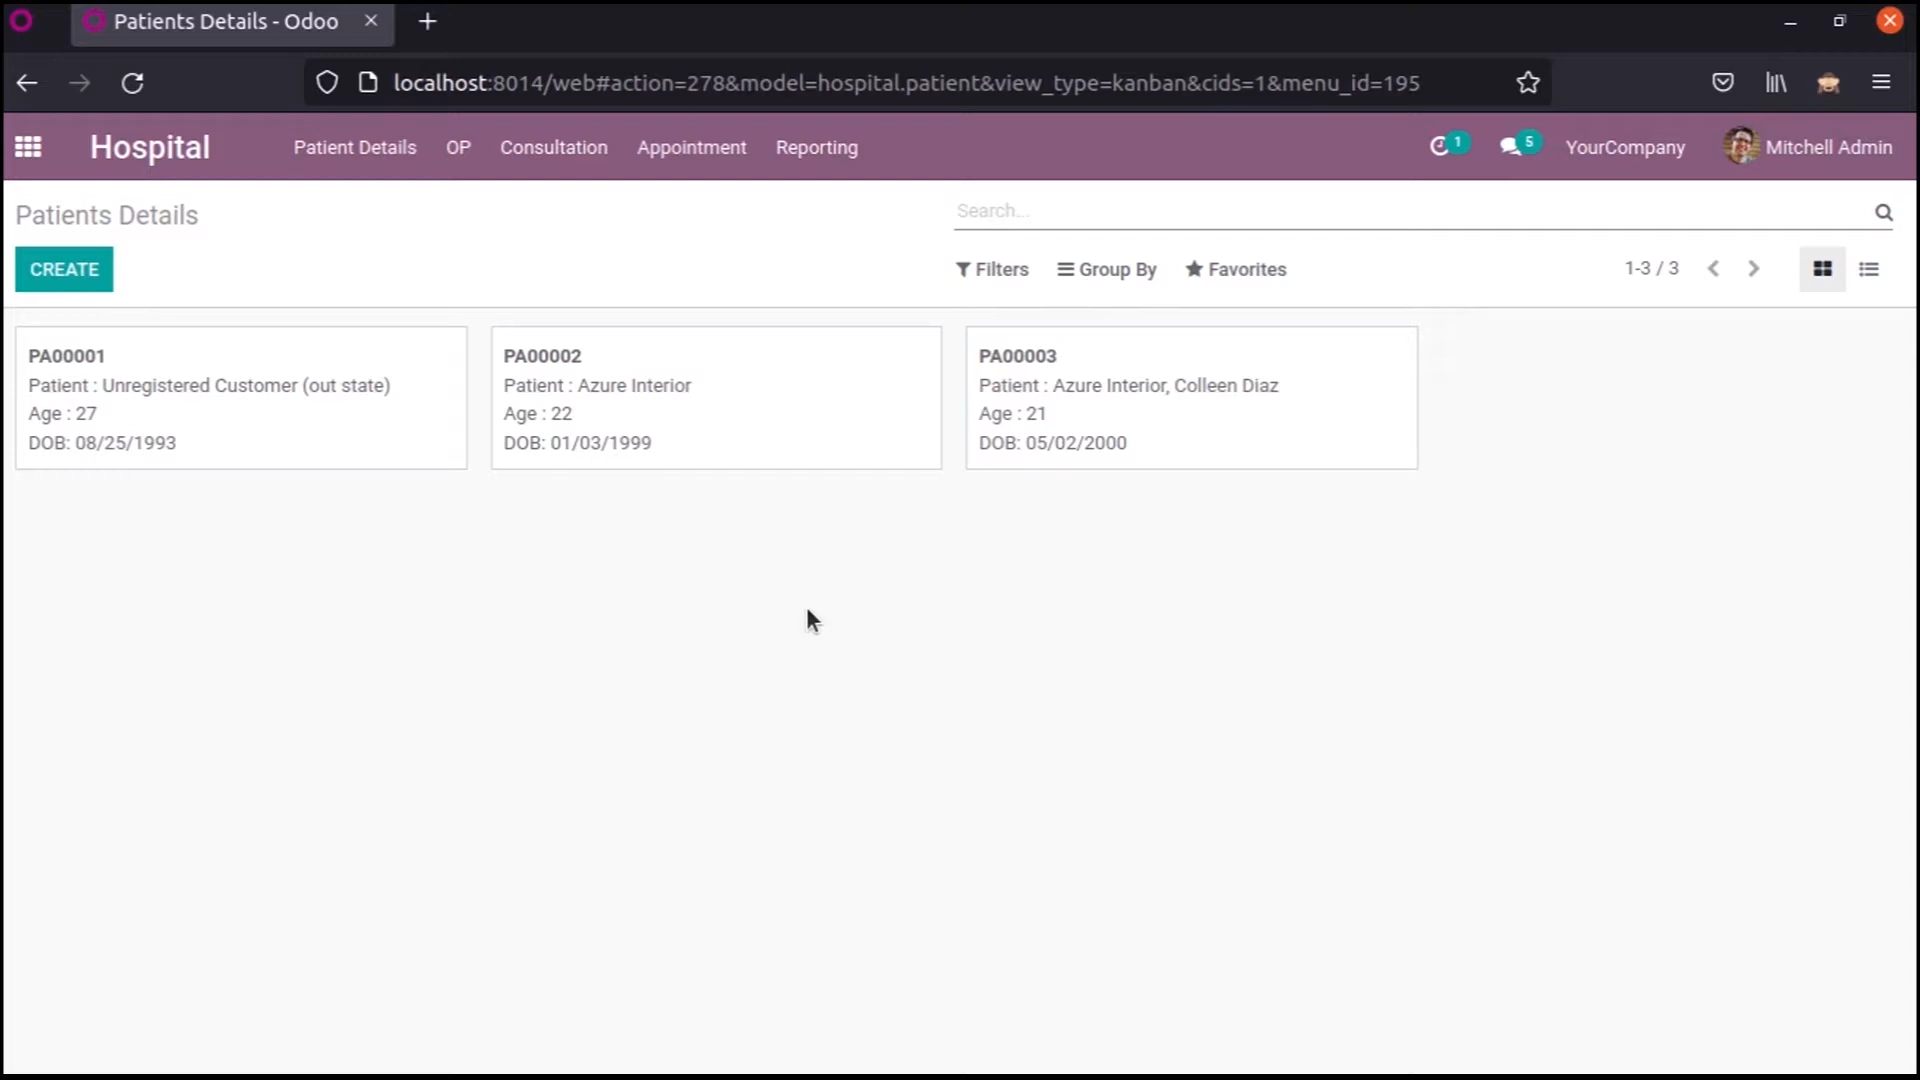 Patients Details - Odoo
localhost:8014/web#action=278&model=hospital.patient&view_type=kanban&cids=1&menu_id=195
Hospital Patient Details OP Consultation Appointment Reporting 1 5 YourCompany Mitchell Admin
Patients Details Search...
CREATE Filters Group By Favorites 1-3 / 3
PA00001
Patient : Unregistered Customer (out state)
Age : 27
DOB: 08/25/1993
PA00002
Patient : Azure Interior
Age : 22
DOB: 01/03/1999
PA00003
Patient : Azure Interior, Colleen Diaz
Age : 21
DOB: 05/02/2000